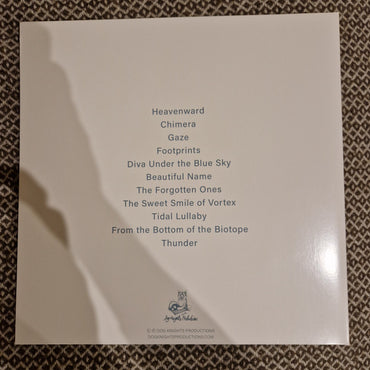 Heavenward
Chimera
Gaze
Footprints
Diva Under the Blue Sky
Beautiful Name
The Forgotten Ones
The Sweet Smile of Vortex
Tidal Lullaby
From the Bottom of the Biotope
Thunder
© ℗ DOG KNIGHTS PRODUCTIONS
DOGKNIGHTSPRODUCTIONS.COM